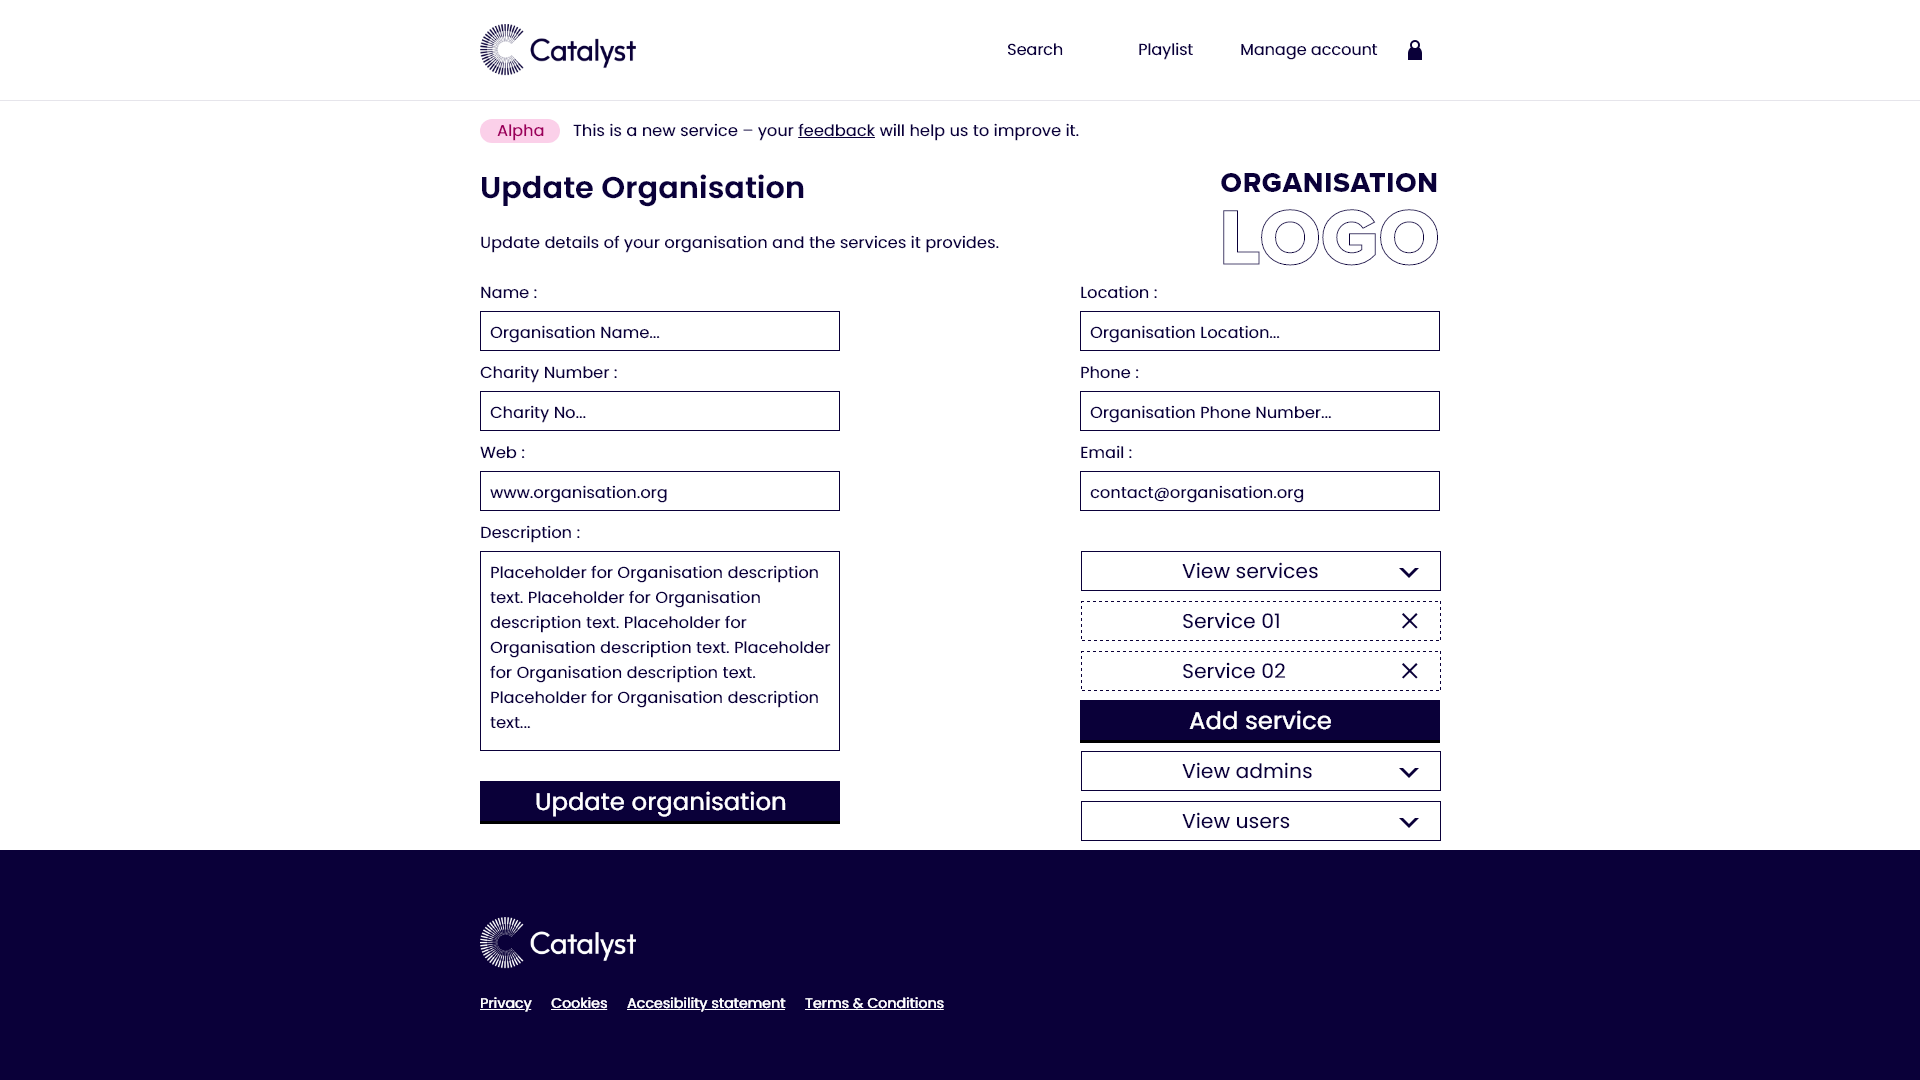 Catalyst
Search
Playlist
Manage account
Alpha
This is a new service – your feedback will help us to improve it.
Update Organisation
ORGANISATION
LOGO
Update details of your organisation and the services it provides.
Name :
Organisation Name...
Charity Number :
Charity No...
Web :
www.organisation.org
Description :
Placeholder for Organisation description
text. Placeholder for Organisation
description text. Placeholder for
Organisation description text. Placeholder
for Organisation description text.
Placeholder for Organisation description
text...
Update organisation
Location :
Organisation Location...
Phone :
Organisation Phone Number...
Email :
contact@organisation.org
View services
Service 01
Service 02
Add service
View admins
View users
Catalyst
Privacy
Cookies
Accesibility statement
Terms & Conditions